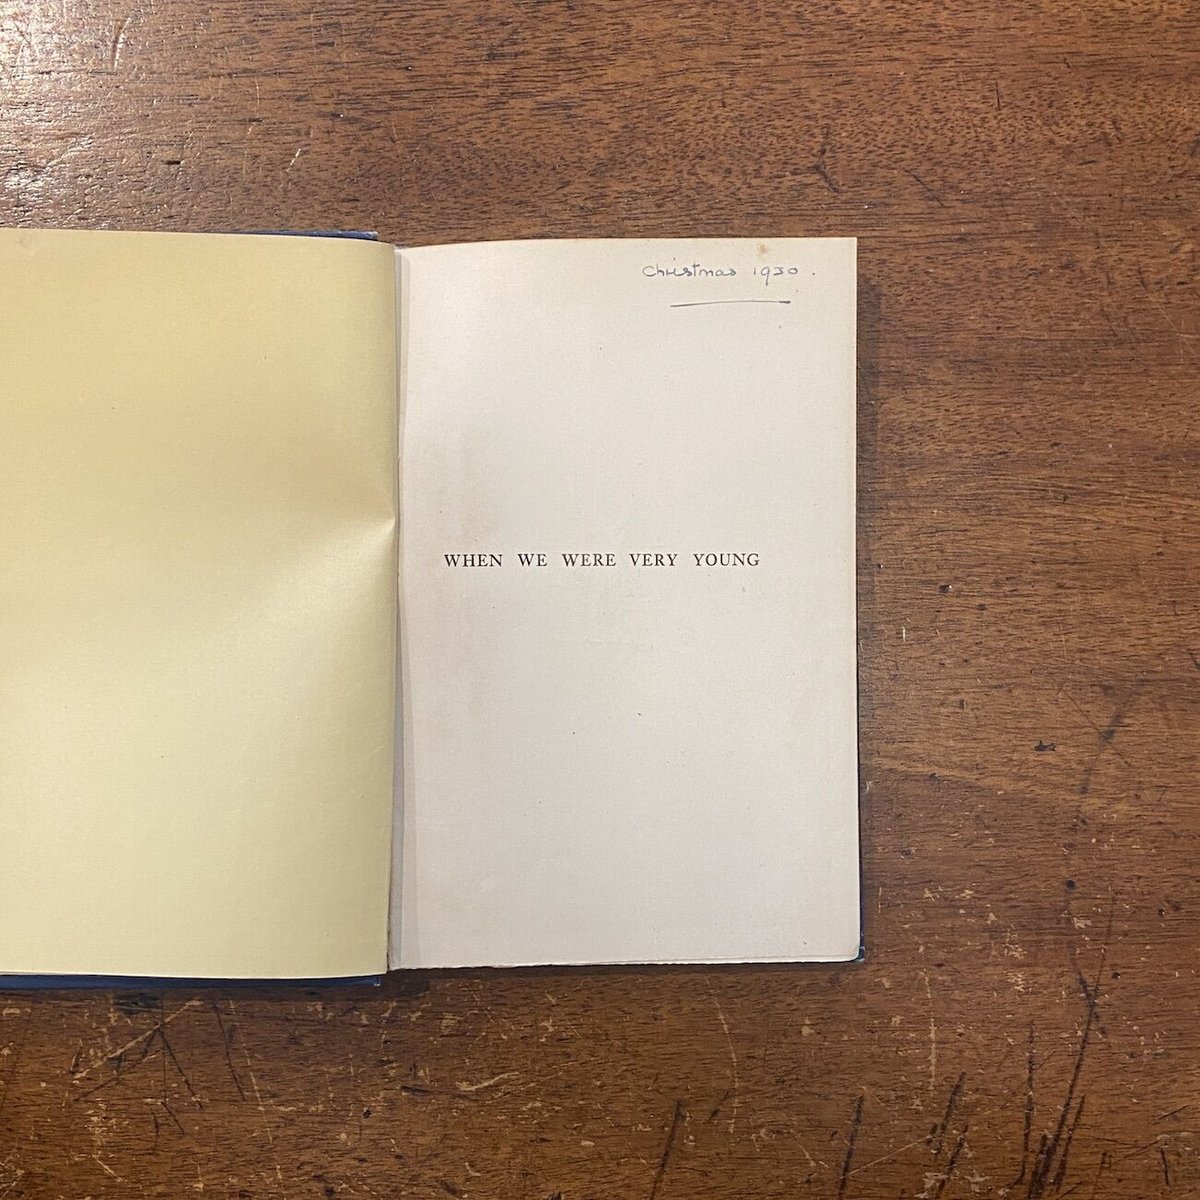 Christmas 1930.
WHEN WE WERE VERY YOUNG